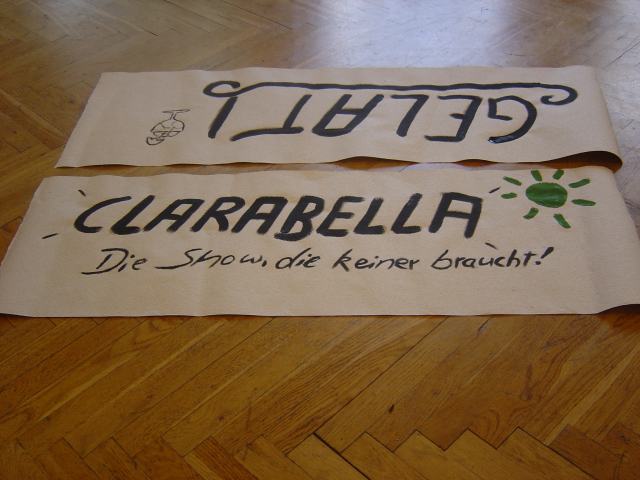 GELATI
CLARABELLA
Die Show, die keiner braucht!